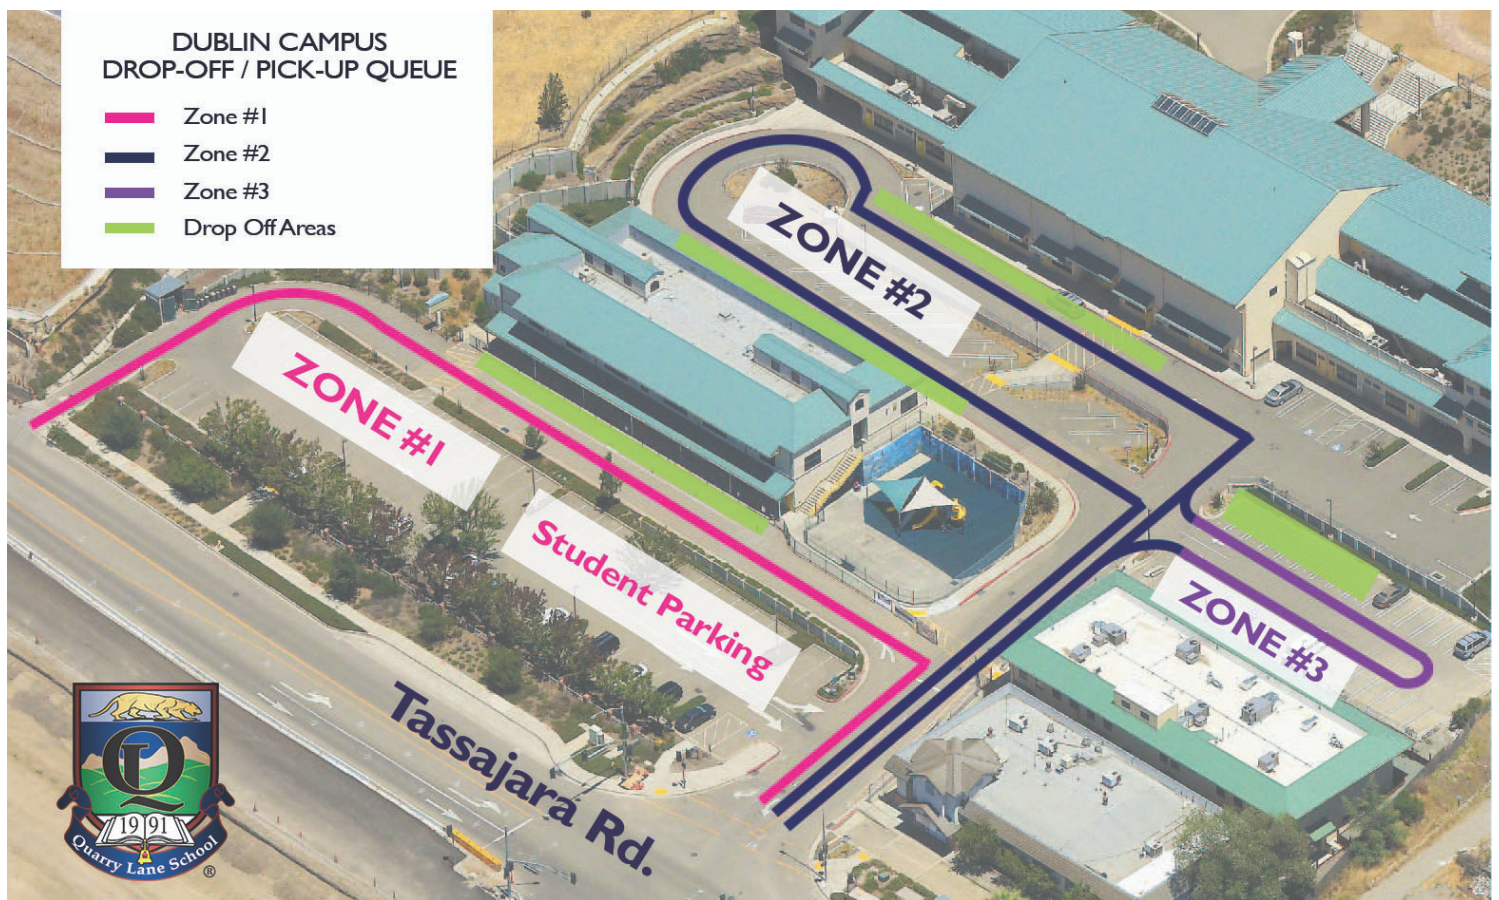 DUBLIN CAMPUS
DROP-OFF / PICK-UP QUEUE
Zone #1
Zone #2
Zone #3
Drop Off Areas
ZONE #2
ZONE #1
Student Parking
ZONE #3
Tassajara Rd.
QL
1991
Quarry Lane School
®